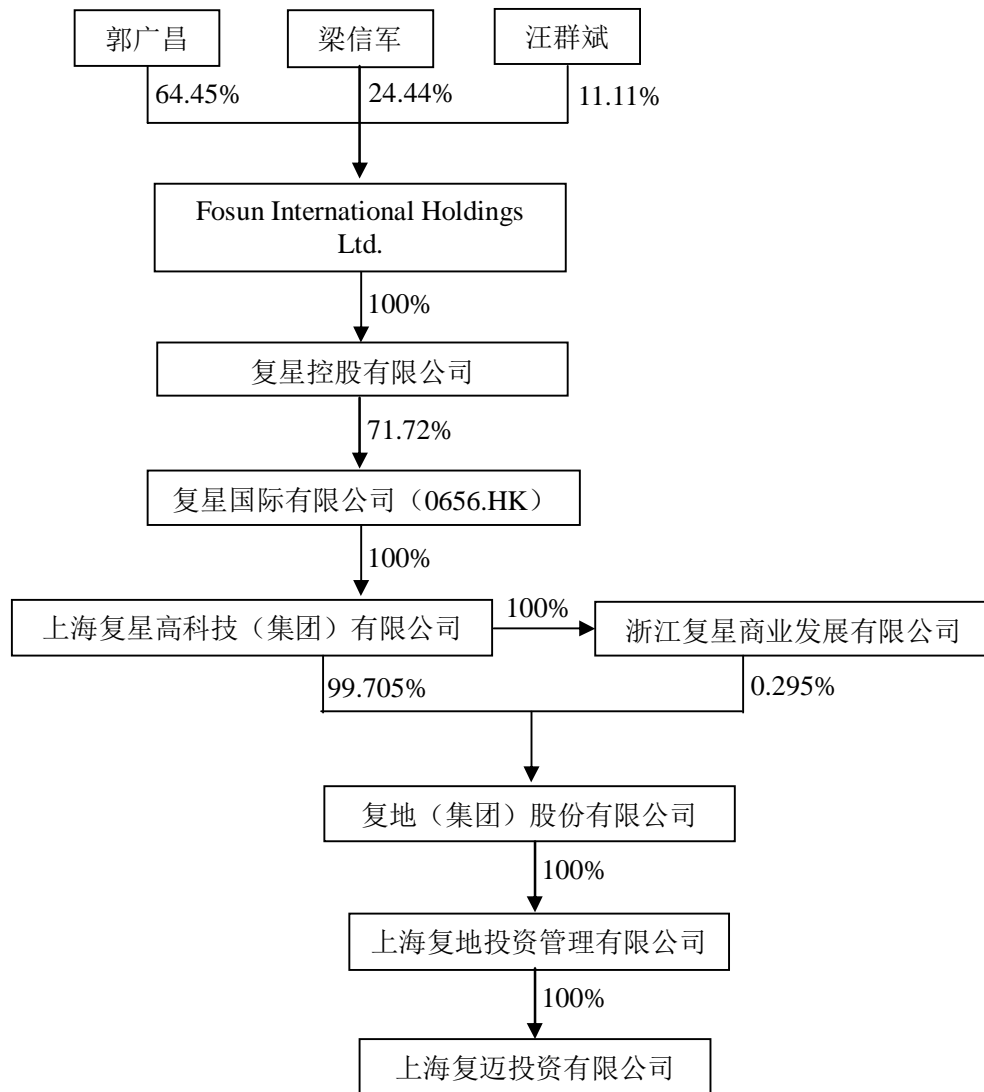 郭广昌
梁信军
汪群斌
64.45%
24.44%
11.11%
Fosun International Holdings
Ltd.
100%
复星控股有限公司
71.72%
复星国际有限公司（0656.HK）
100%
上海复星高科技（集团）有限公司
100%
浙江复星商业发展有限公司
99.705%
0.295%
复地（集团）股份有限公司
100%
上海复地投资管理有限公司
100%
上海复迈投资有限公司